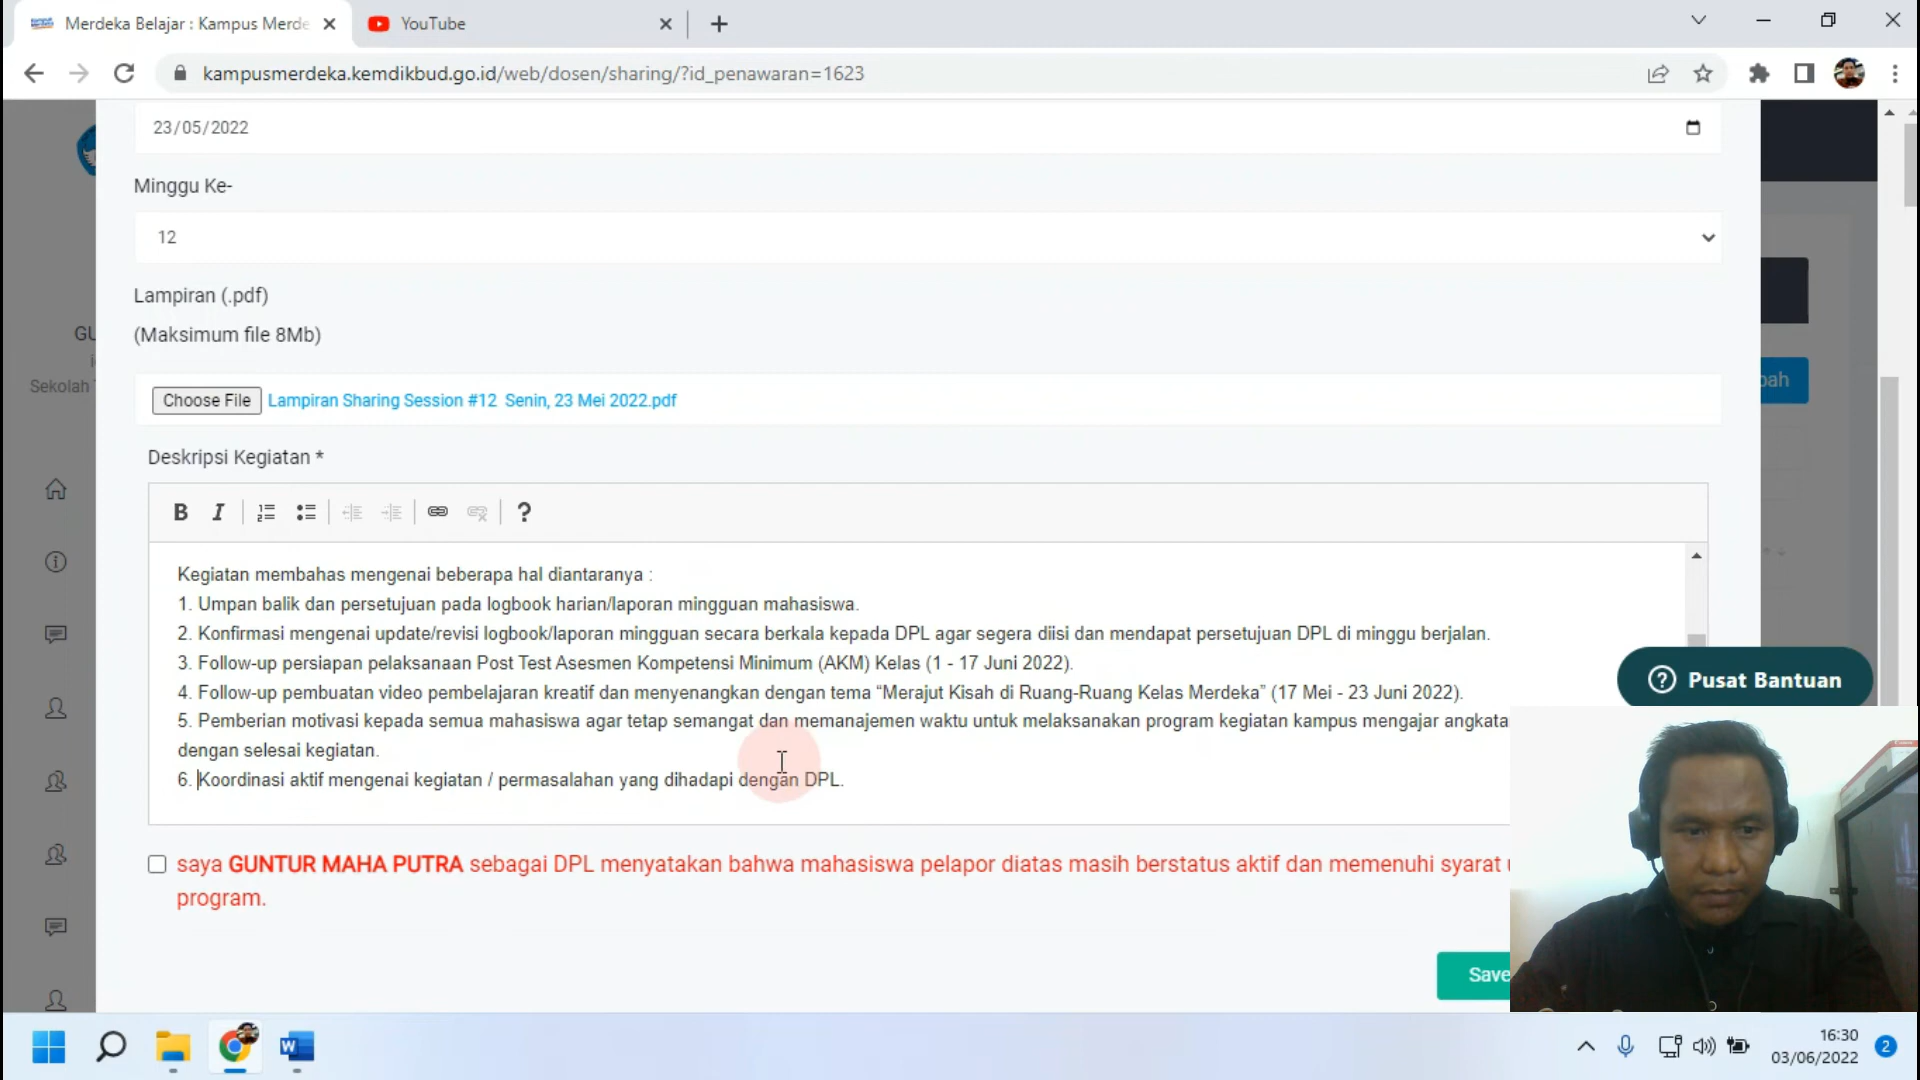 Merdeka Belajar : Kampus Merde
YouTube
kampusmerdeka.kemdikbud.go.id/web/dosen/sharing/?id_penawaran=1623
23/05/2022
Minggu Ke-
12
Lampiran (.pdf)
(Maksimum file 8Mb)
GU
Sekolah
bah
Choose File Lampiran Sharing Session #12 Senin, 23 Mei 2022.pdf
Deskripsi Kegiatan *
B I ?
Kegiatan membahas mengenai beberapa hal diantaranya :
1. Umpan balik dan persetujuan pada logbook harian/laporan mingguan mahasiswa.
2. Konfirmasi mengenai update/revisi logbook/laporan mingguan secara berkala kepada DPL agar segera diisi dan mendapat persetujuan DPL di minggu berjalan.
3. Follow-up persiapan pelaksanaan Post Test Asesmen Kompetensi Minimum (AKM) Kelas (1 - 17 Juni 2022).
4. Follow-up pembuatan video pembelajaran kreatif dan menyenangkan dengan tema “Merajut Kisah di Ruang-Ruang Kelas Merdeka” (17 Mei - 23 Juni 2022).
5. Pemberian motivasi kepada semua mahasiswa agar tetap semangat dan memanajemen waktu untuk melaksanakan program kegiatan kampus mengajar angkata
dengan selesai kegiatan.
6. Koordinasi aktif mengenai kegiatan / permasalahan yang dihadapi dengan DPL.
Pusat Bantuan
saya GUNTUR MAHA PUTRA sebagai DPL menyatakan bahwa mahasiswa pelapor diatas masih berstatus aktif dan memenuhi syarat
program.
Save
16:30
03/06/2022
2